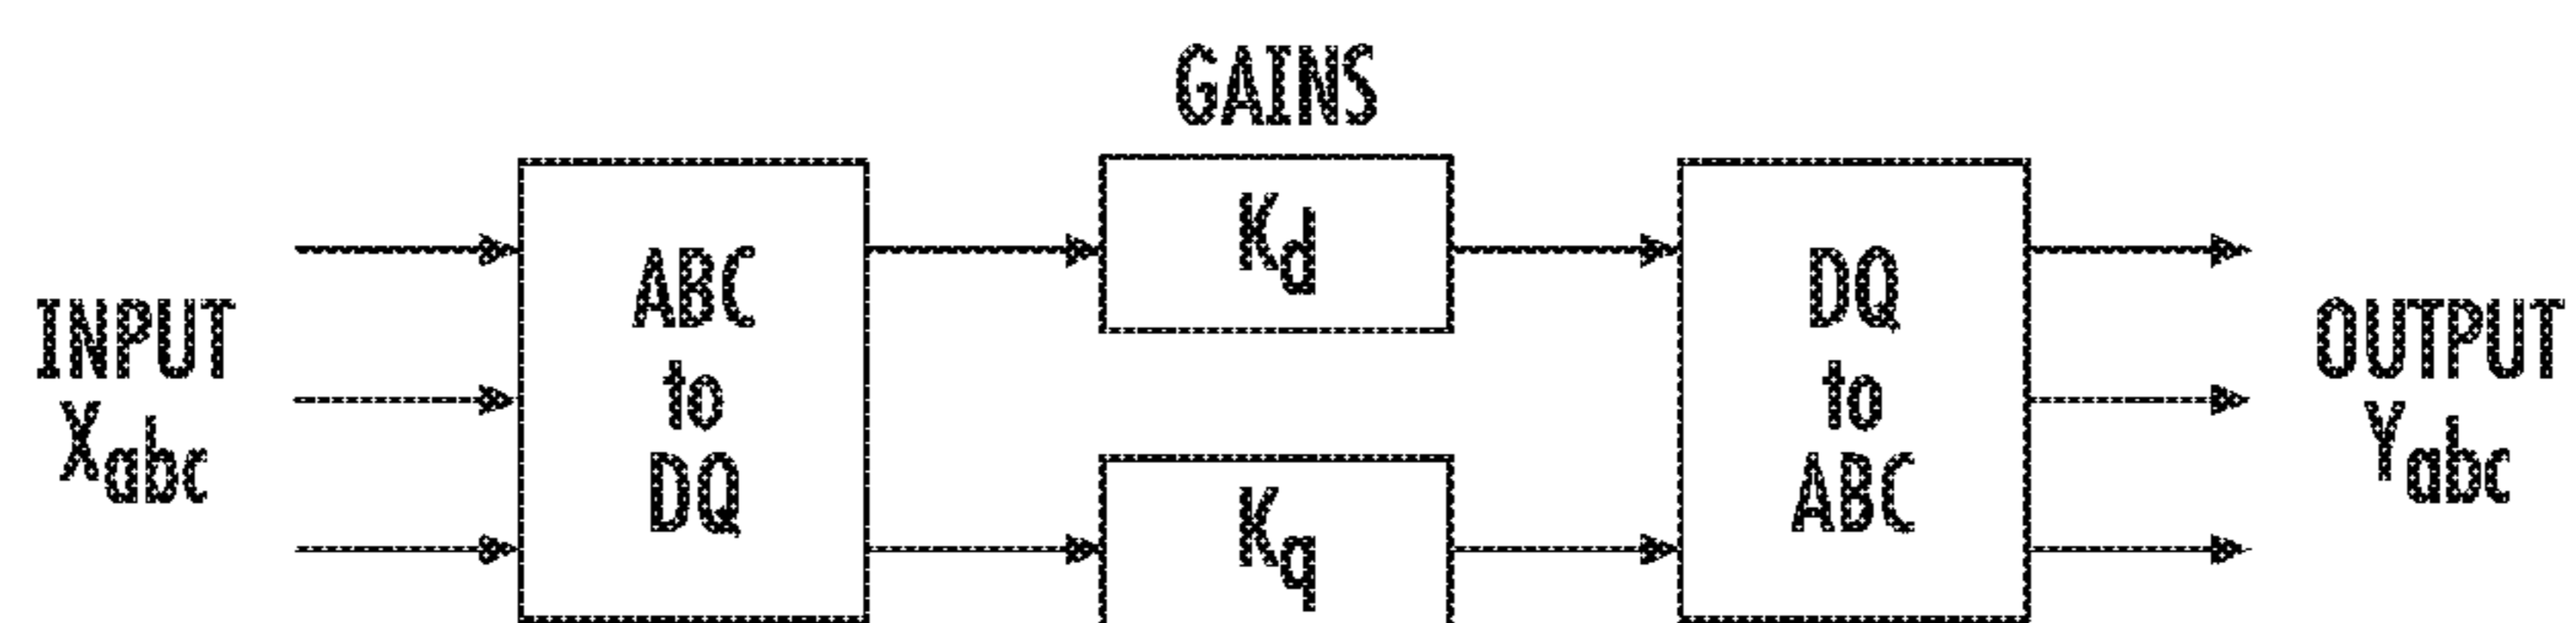 GAINS
INPUT
Xabc
ABC
to
DQ
Kd
Kq
DQ
to
ABC
OUTPUT
Yabc